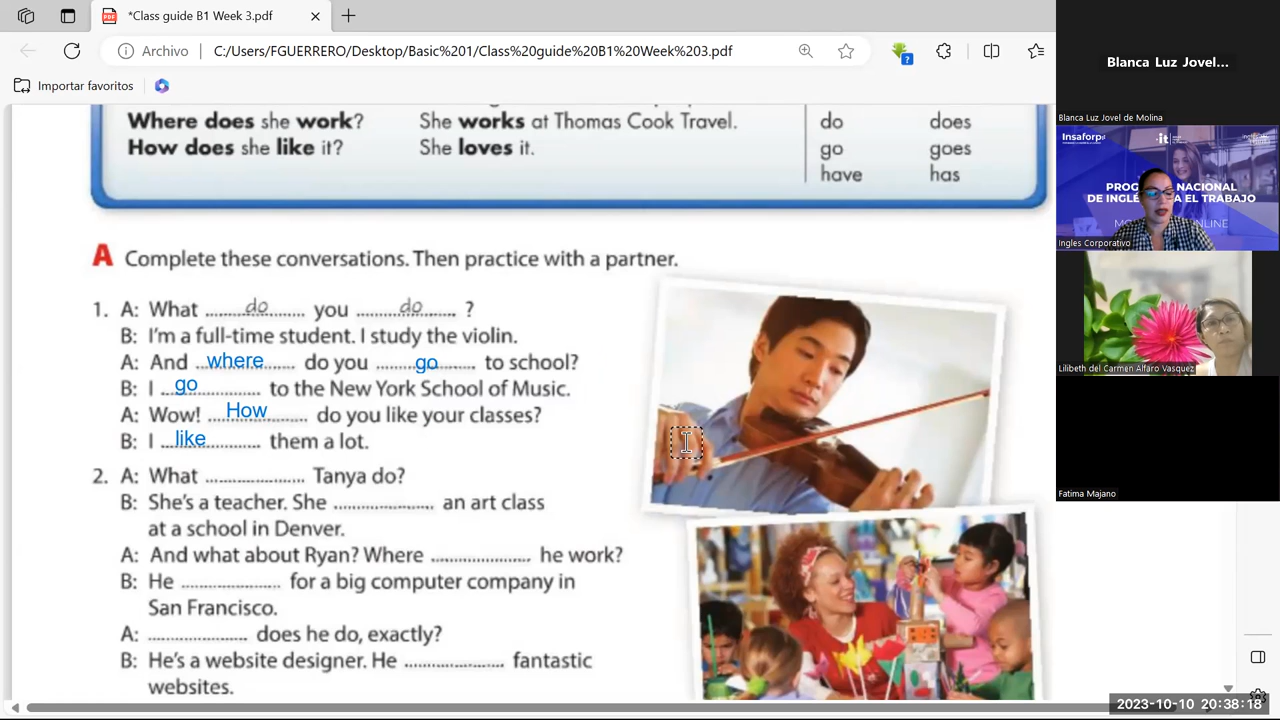 *Class guide B1 Week 3.pdf
Archivo
C:/Users/FGUERRERO/Desktop/Basic%201/Class%20guide%20B1%20Week%203.pdf
Importar favoritos
Where does she work? She works at Thomas Cook Travel. do does
How does she like it? She loves it. go goes
have has
A Complete these conversations. Then practice with a partner.
1. A: What do you do ?
B: I'm a full-time student. I study the violin.
A: And where do you go to school?
B: I go to the New York School of Music.
A: Wow! How do you like your classes?
B: I like them a lot.
2. A: What .................... Tanya do?
B: She's a teacher. She .................... an art class
at a school in Denver.
A: And what about Ryan? Where .................... he work?
B: He .................... for a big computer company in
San Francisco.
A: .................... does he do, exactly?
B: He's a website designer. He .................... fantastic
websites.
Blanca Luz Jovel...
Blanca Luz Jovel de Molina
Insaforp
Ingles Corporativo
Lilibeth del Carmen Alfaro Vasquez
Fatima Majano
2023-10-10 20:38:18